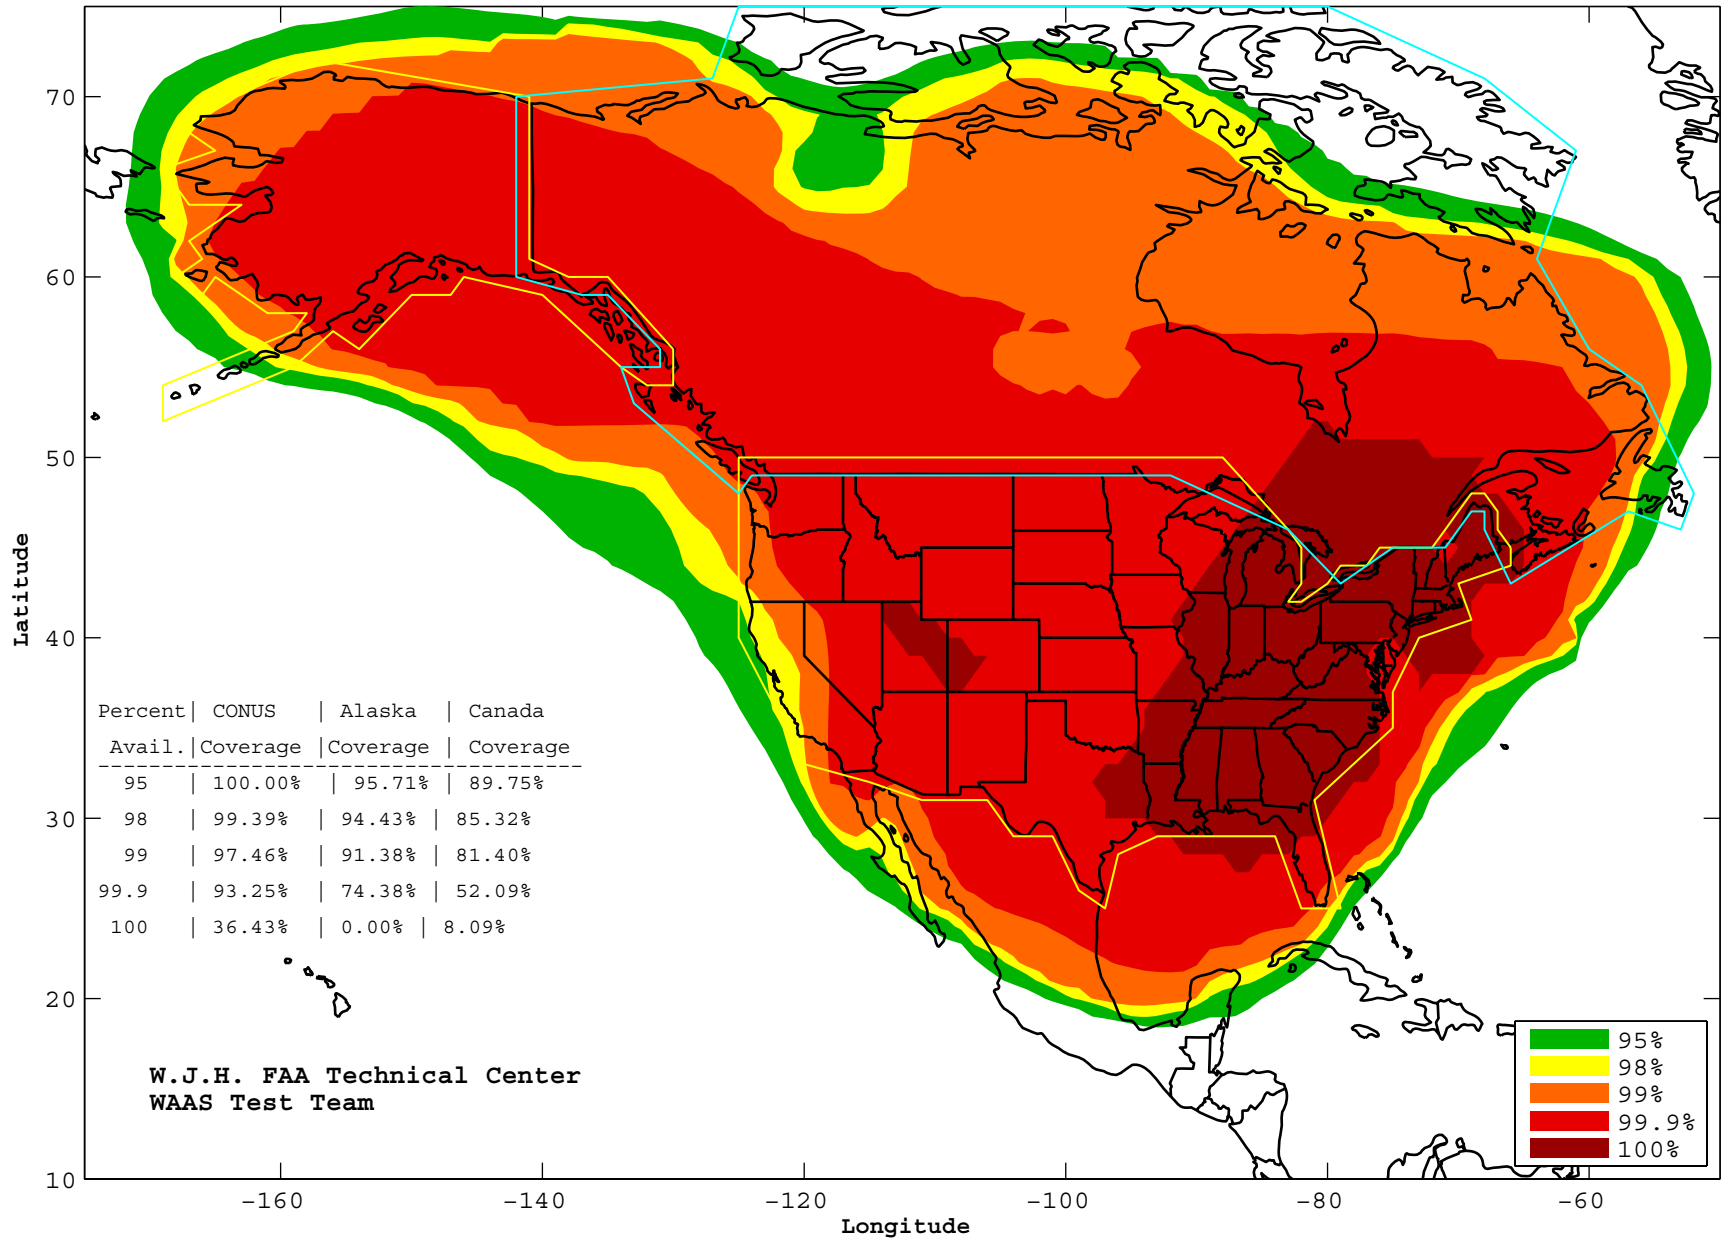 70
60
50
40
30
20
10
Latitude
Percent| CONUS | Alaska | Canada
Avail.|Coverage |Coverage | Coverage
--------------------------------------
95 | 100.00% | 95.71% | 89.75%
98 | 99.39% | 94.43% | 85.32%
99 | 97.46% | 91.38% | 81.40%
99.9 | 93.25% | 74.38% | 52.09%
100 | 36.43% | 0.00% | 8.09%
W.J.H. FAA Technical Center
WAAS Test Team
95%
98%
99%
99.9%
100%
−160 −140 −120 −100 −80 −60
Longitude